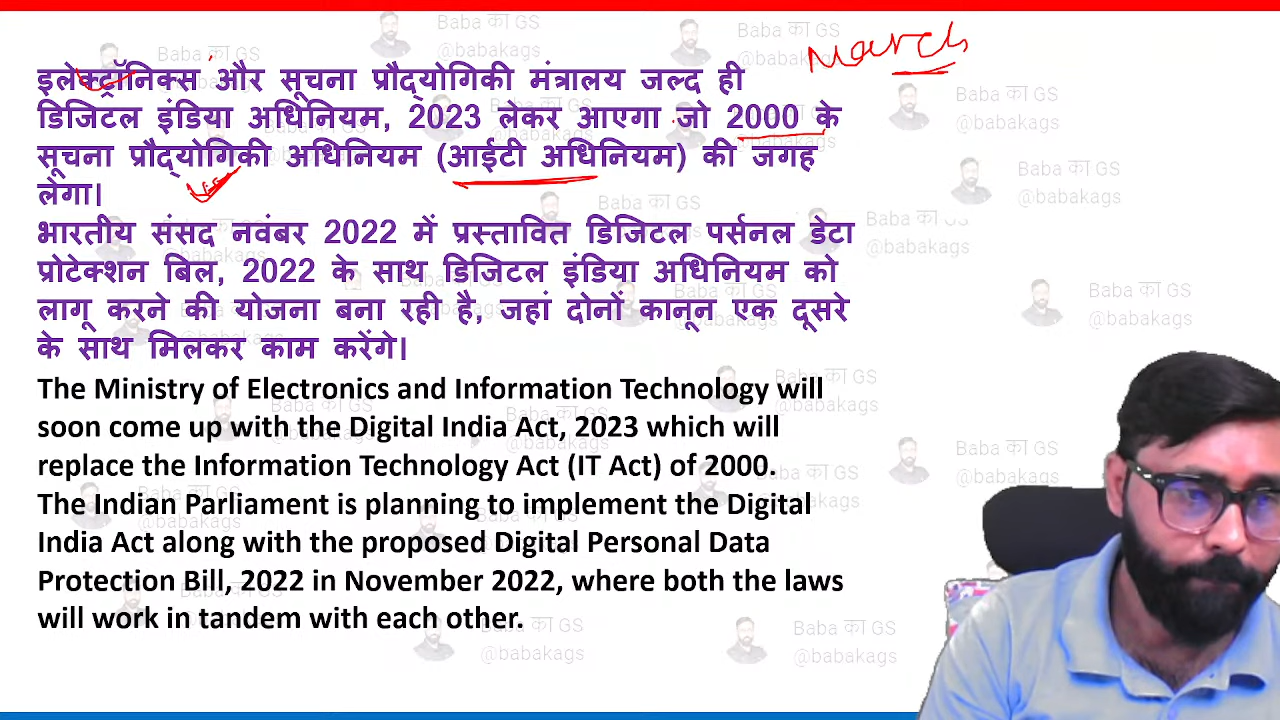 March
इलेक्ट्रॉनिक्स और सूचना प्रौद्योगिकी मंत्रालय जल्द ही
डिजिटल इंडिया अधिनियम, 2023 लेकर आएगा जो 2000 के
सूचना प्रौद्योगिकी अधिनियम (आईटी अधिनियम) की जगह
लेगा।
भारतीय संसद नवंबर 2022 में प्रस्तावित डिजिटल पर्सनल डेटा
प्रोटेक्शन बिल, 2022 के साथ डिजिटल इंडिया अधिनियम को
लागू करने की योजना बना रही है, जहां दोनों कानून एक दूसरे
के साथ मिलकर काम करेंगे।
The Ministry of Electronics and Information Technology will
soon come up with the Digital India Act, 2023 which will
replace the Information Technology Act (IT Act) of 2000.
The Indian Parliament is planning to implement the Digital
India Act along with the proposed Digital Personal Data
Protection Bill, 2022 in November 2022, where both the laws
will work in tandem with each other.
Baba का GS
@babakags